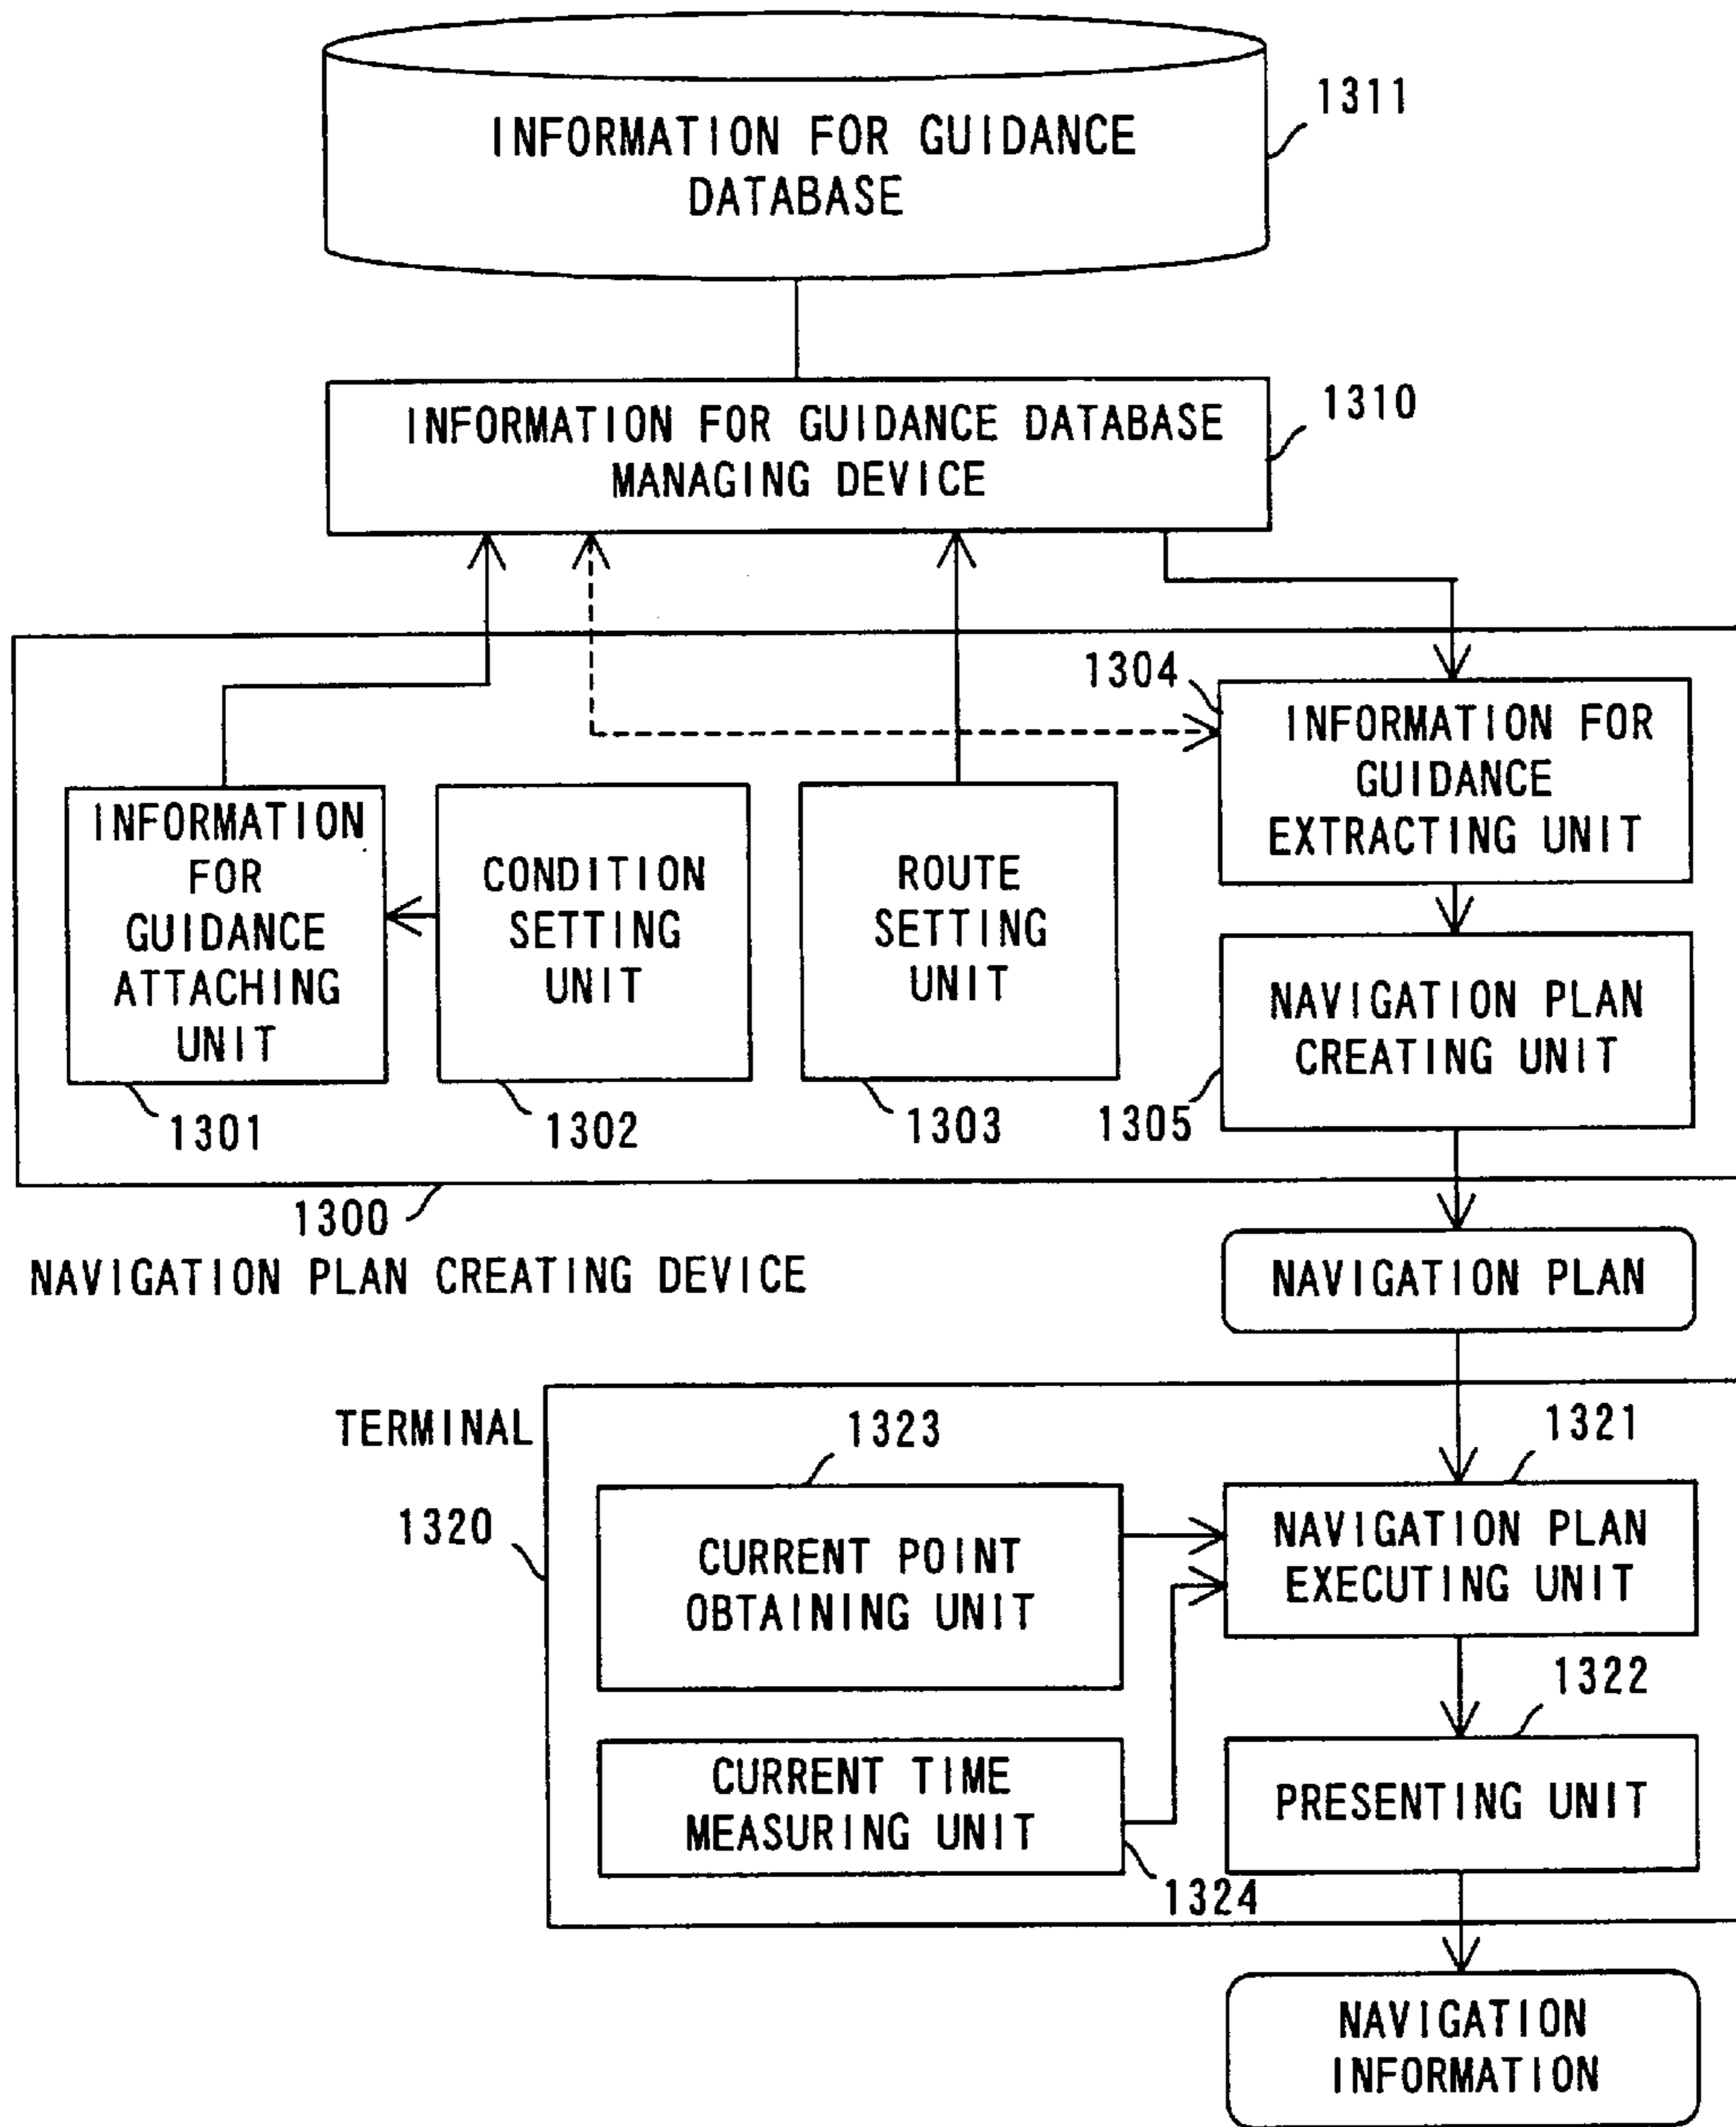 INFORMATION FOR GUIDANCE
DATABASE
1311
INFORMATION FOR GUIDANCE DATABASE
MANAGING DEVICE
1310
1304
INFORMATION FOR
GUIDANCE
EXTRACTING UNIT
INFORMATION
FOR
GUIDANCE
ATTACHING
UNIT
CONDITION
SETTING
UNIT
ROUTE
SETTING
UNIT
NAVIGATION PLAN
CREATING UNIT
1301
1302
1303
1305
1300
NAVIGATION PLAN CREATING DEVICE
NAVIGATION PLAN
TERMINAL
1320
1323
1321
CURRENT POINT
OBTAINING UNIT
NAVIGATION PLAN
EXECUTING UNIT
1322
CURRENT TIME
MEASURING UNIT
1324
PRESENTING UNIT
NAVIGATION
INFORMATION